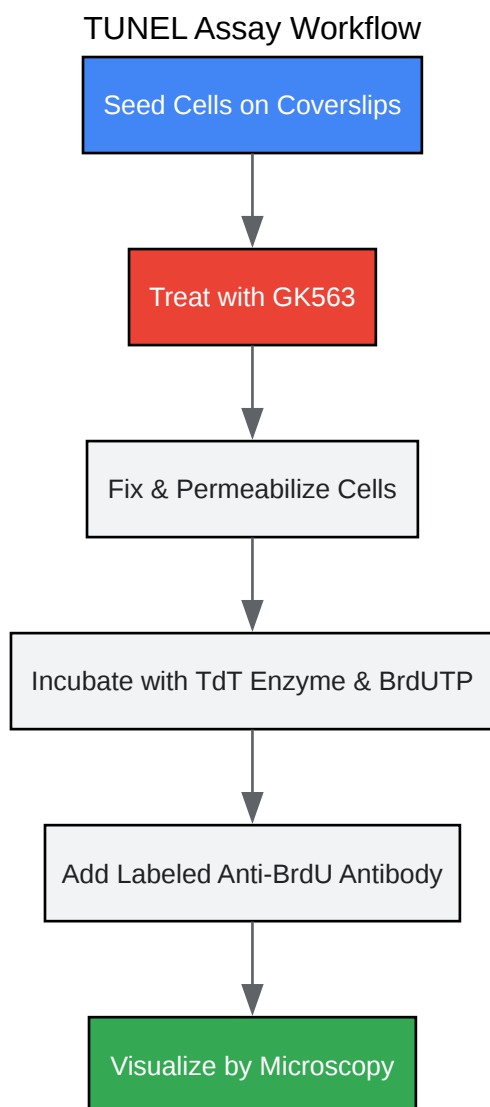 TUNEL Assay Workflow
Seed Cells on Coverslips
Treat with GK563
Fix & Permeabilize Cells
Incubate with TdT Enzyme & BrdUTP
Add Labeled Anti-BrdU Antibody
Visualize by Microscopy